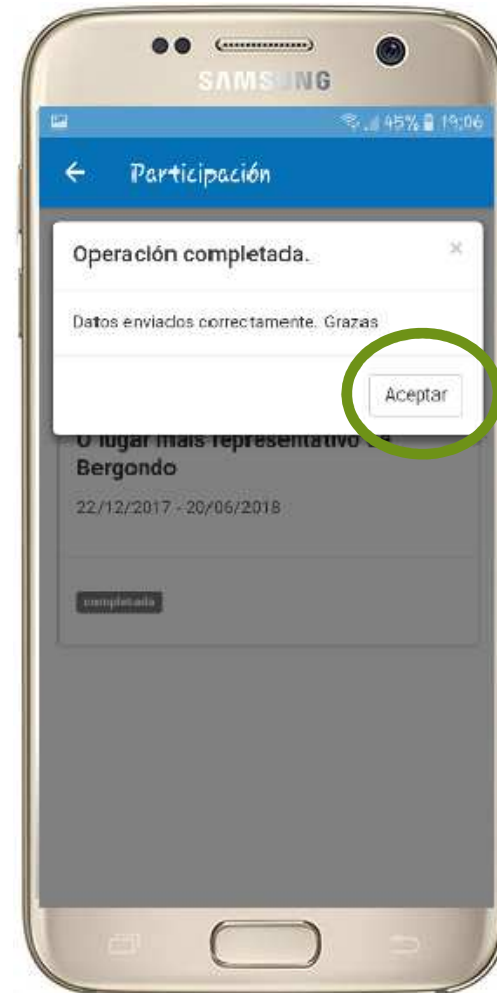 SAMSUNG
45% 19:06
Participación
Operación completada.
×
Datos enviados correctamente. Grazas
Aceptar
O lugar mais representativo de
Bergondo
22/12/2017 - 20/06/2018
completada